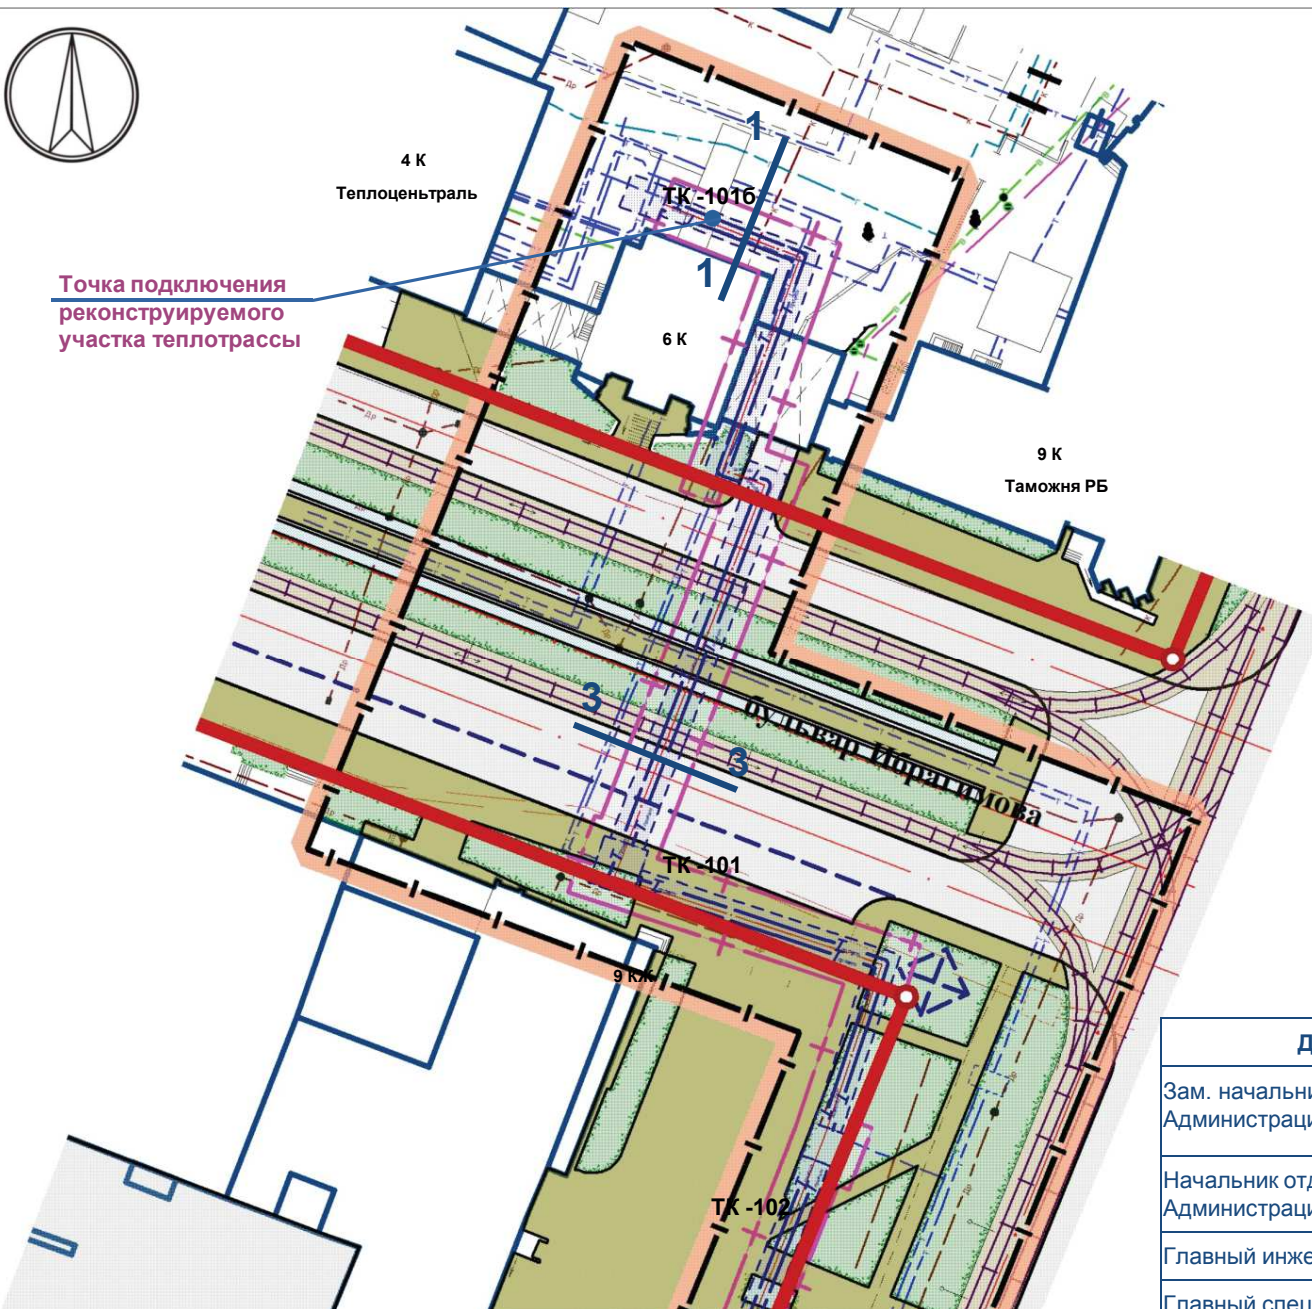 4 К
Теплоценьтраль
1
ТК -101б
1
Точка подключения
реконструируемого
участка теплотрассы
6 К
9 К
Таможня РБ
3
3
бульвар Ибрагимова
ТК -101
9 КЖ
ТК -102
Д
Зам. начальни
Администраци
Начальник отд
Администраци
Главный инже
Главный спец